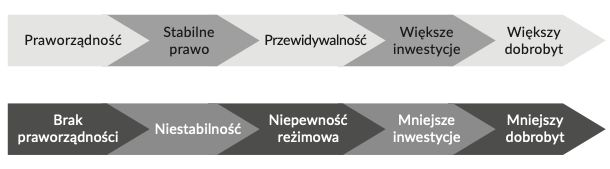 Praworządność
Stabilne
prawo
Przewidywalność
Większe
inwestycje
Większy
dobrobyt
Brak
praworządności
Niestabilność
Niepewność
reżimowa
Mniejsze
inwestycje
Mniejszy
dobrobyt